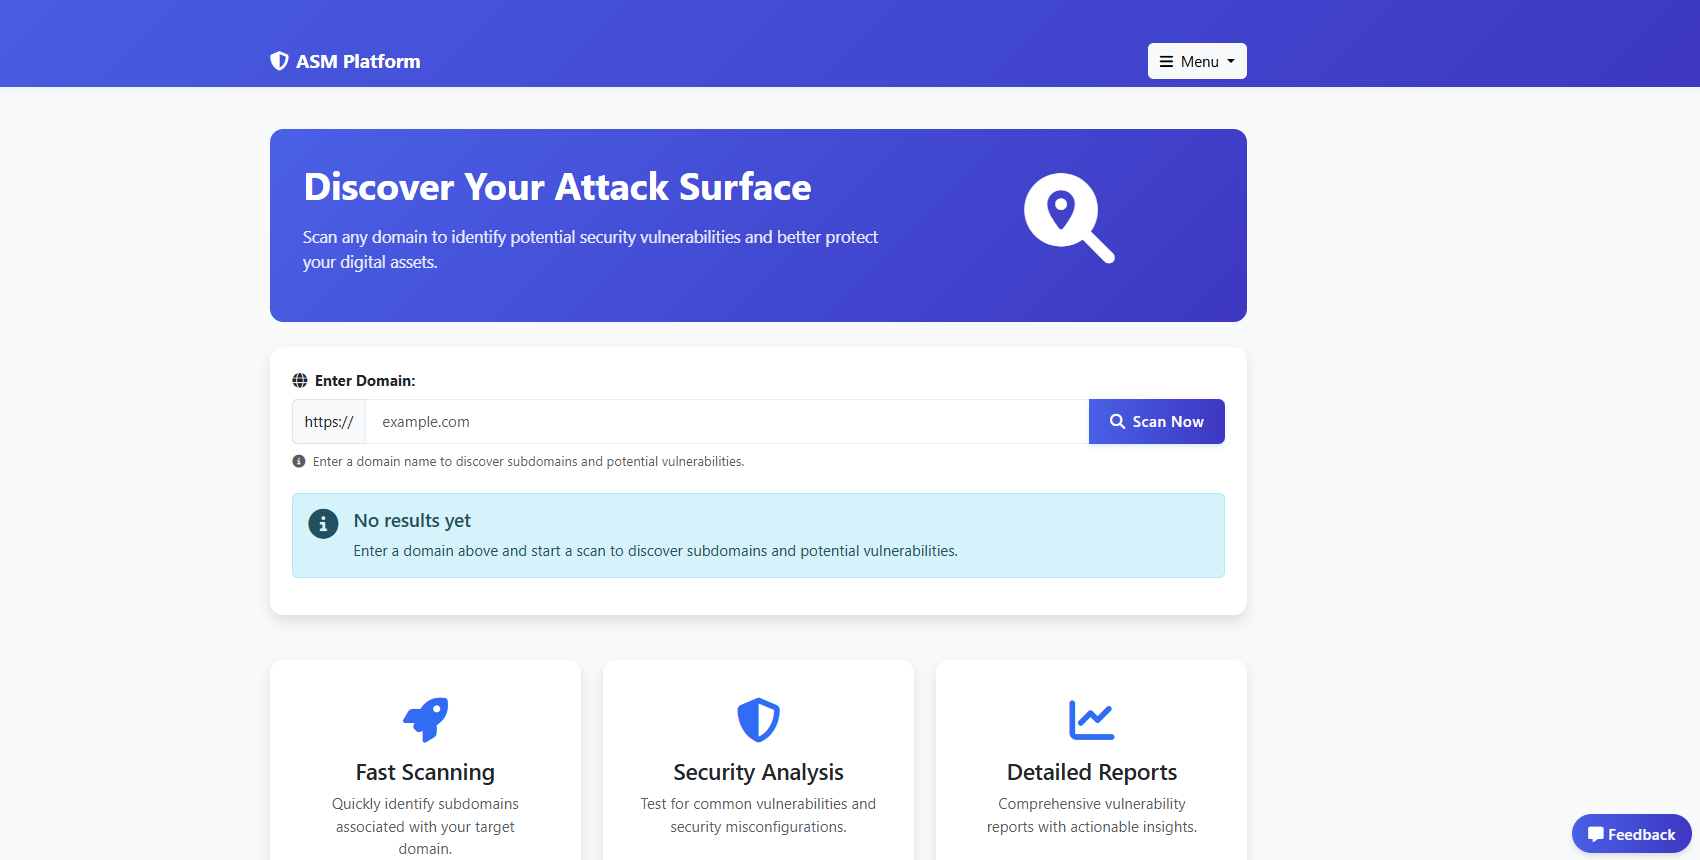 ASM Platform
Menu
Discover Your Attack Surface
Scan any domain to identify potential security vulnerabilities and better protect
your digital assets.
Enter Domain:
https://
example.com
Scan Now
Enter a domain name to discover subdomains and potential vulnerabilities.
No results yet
Enter a domain above and start a scan to discover subdomains and potential vulnerabilities.
Fast Scanning
Quickly identify subdomains
associated with your target
domain.
Security Analysis
Test for common vulnerabilities and
security misconfigurations.
Detailed Reports
Comprehensive vulnerability
reports with actionable insights.
Feedback